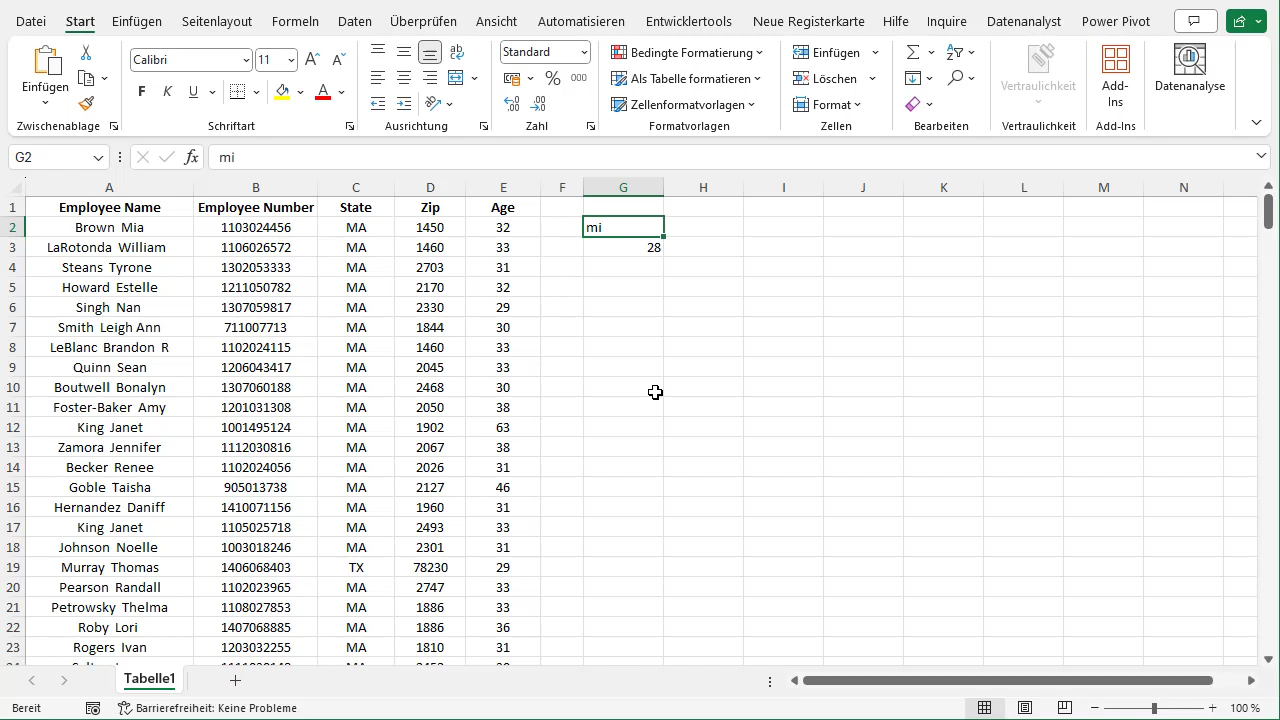 Datei Start Einfügen Seitenlayout Formeln Daten Überprüfen Ansicht Automatisieren Entwicklertools Neue Registerkarte Hilfe Inquire Datenanalyst Power Pivot
Einfügen
Zwischenablage
Calibri 11
F K U
Schriftart
Ausrichtung
Standard
% 000
Zahl
Bedingte Formatierung
Als Tabelle formatieren
Zellenformatvorlagen
Formatvorlagen
Einfügen
Löschen
Format
Zellen
Bearbeiten
Vertraulichkeit
Vertraulichkeit
Add-
Ins
Add-Ins
Datenanalyse
G2 fx mi
A B C D E F G H I J K L M N
1 Employee Name Employee Number State Zip Age
2 Brown Mia 1103024456 MA 1450 32 mi
3 LaRotonda William 1106026572 MA 1460 33 28
4 Steans Tyrone 1302053333 MA 2703 31
5 Howard Estelle 1211050782 MA 2170 32
6 Singh Nan 1307059817 MA 2330 29
7 Smith Leigh Ann 711007713 MA 1844 30
8 LeBlanc Brandon R 1102024115 MA 1460 33
9 Quinn Sean 1206043417 MA 2045 33
10 Boutwell Bonalyn 1307060188 MA 2468 30
11 Foster-Baker Amy 1201031308 MA 2050 38
12 King Janet 1001495124 MA 1902 63
13 Zamora Jennifer 1112030816 MA 2067 38
14 Becker Renee 1102024056 MA 2026 31
15 Goble Taisha 905013738 MA 2127 46
16 Hernandez Daniff 1410071156 MA 1960 31
17 King Janet 1105025718 MA 2493 33
18 Johnson Noelle 1003018246 MA 2301 31
19 Murray Thomas 1406068403 TX 78230 29
20 Pearson Randall 1102023965 MA 2747 33
21 Petrowsky Thelma 1108027853 MA 1886 33
22 Roby Lori 1407068885 MA 1886 36
23 Rogers Ivan 1203032255 MA 1810 31
Tabelle1
Bereit Barrierefreiheit: Keine Probleme 100 %